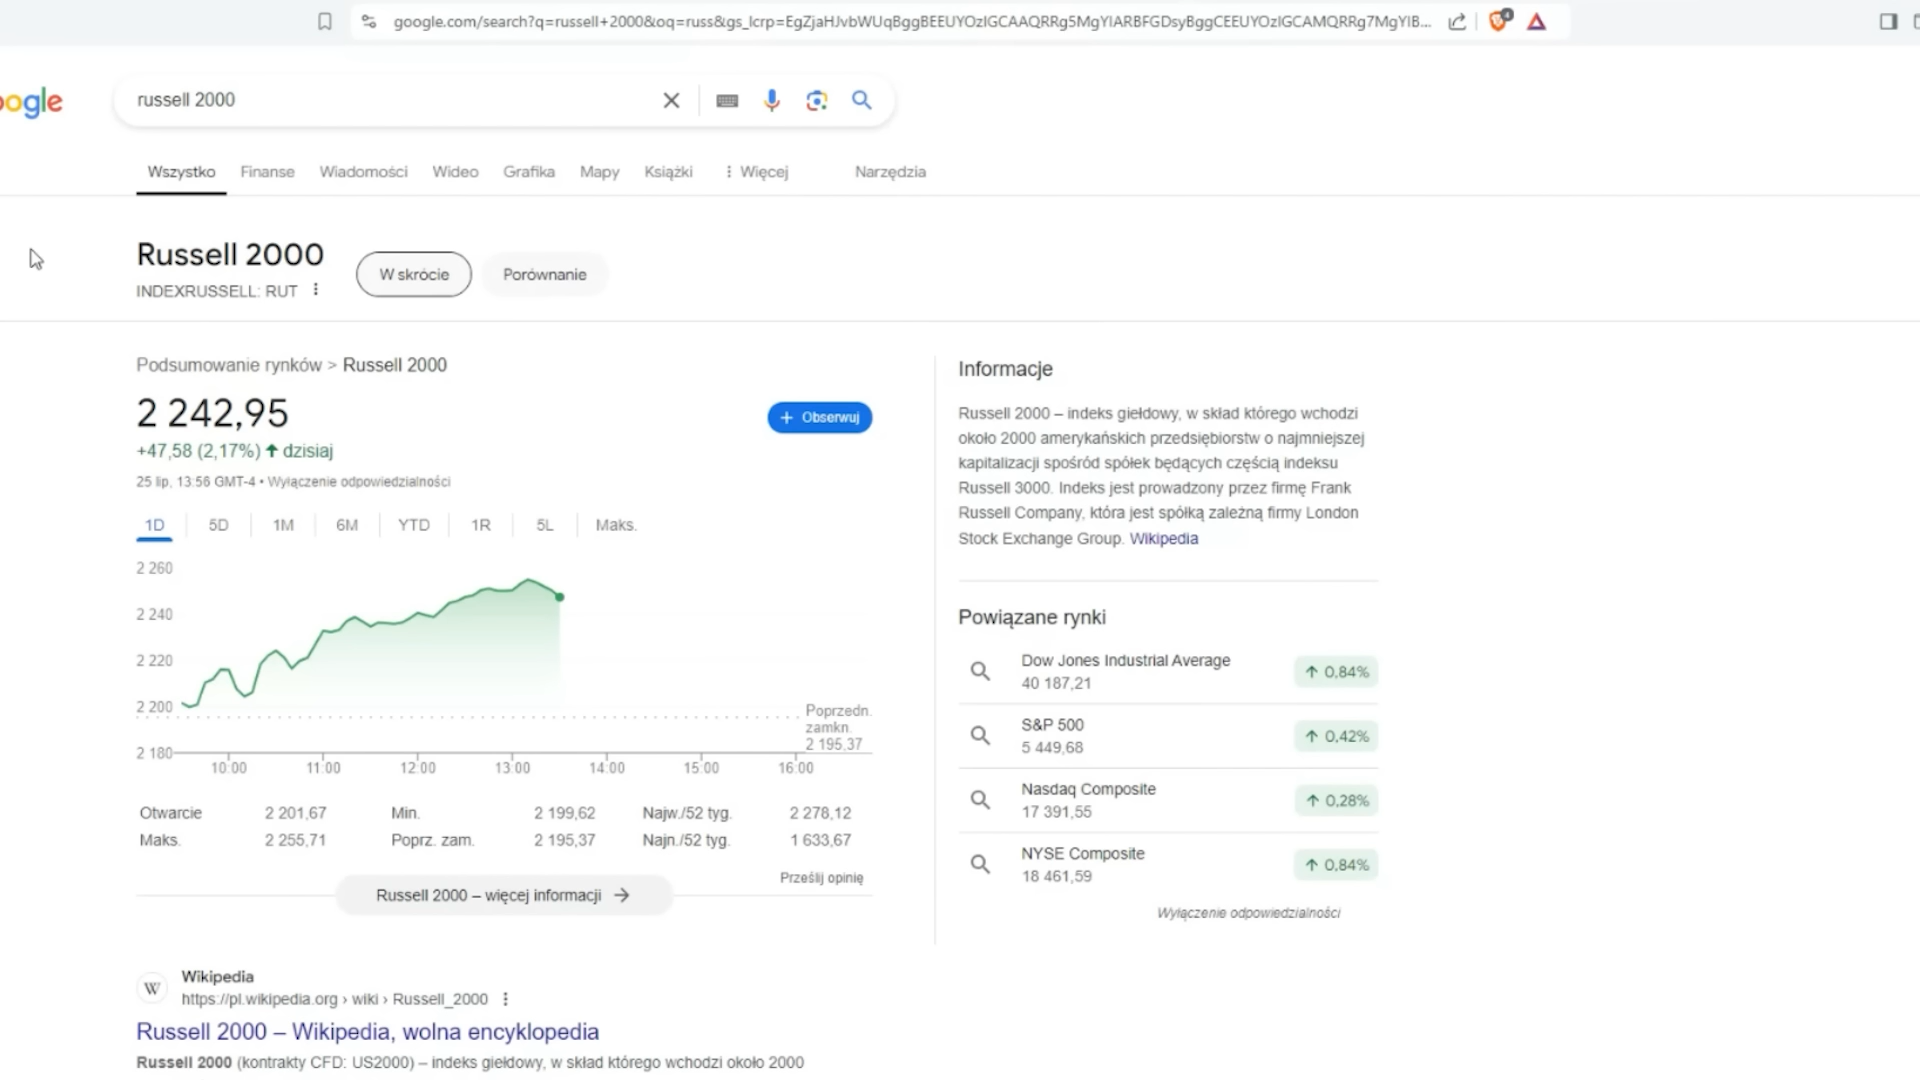 google.com/search?q=russell+2000&oq=russ&gs_lcrp=EgZjaHJvbWUqBggBEEUYOzIGCAAQRRg5MgYIARBFGDsyBggCEEUYOzIGCAMQRRg7MgYIB...
oogle
russell 2000
Wszystko Finanse Wiadomości Wideo Grafika Mapy Książki Więcej Narzędzia
Russell 2000
INDEXRUSSELL: RUT
W skrócie Porównanie
Podsumowanie rynków > Russell 2000
2 242,95
+47,58 (2,17%) ↑ dzisiaj
25 lip, 13:56 GMT-4 • Wyłączenie odpowiedzialności
+ Obserwuj
1D 5D 1M 6M YTD 1R 5L Maks.
2 260
2 240
2 220
2 200
2 180
Poprzedn.
zamkn.
2 195,37
10:00 11:00 12:00 13:00 14:00 15:00 16:00
Otwarcie 2 201,67 Min. 2 199,62 Najw./52 tyg. 2 278,12
Maks. 2 255,71 Poprz. zam. 2 195,37 Najn./52 tyg. 1 633,67
Prześlij opinię
Russell 2000 – więcej informacji →
Informacje
Russell 2000 – indeks giełdowy, w skład którego wchodzi
około 2000 amerykańskich przedsiębiorstw o najmniejszej
kapitalizacji spośród spółek będących częścią indeksu
Russell 3000. Indeks jest prowadzony przez firmę Frank
Russell Company, która jest spółką zależną firmy London
Stock Exchange Group. Wikipedia
Powiązane rynki
Dow Jones Industrial Average
40 187,21
↑ 0,84%
S&P 500
5 449,68
↑ 0,42%
Nasdaq Composite
17 391,55
↑ 0,28%
NYSE Composite
18 461,59
↑ 0,84%
Wyłączenie odpowiedzialności
W
Wikipedia
https://pl.wikipedia.org › wiki › Russell_2000
Russell 2000 – Wikipedia, wolna encyklopedia
Russell 2000 (kontrakty CFD: US2000) – indeks giełdowy, w skład którego wchodzi około 2000